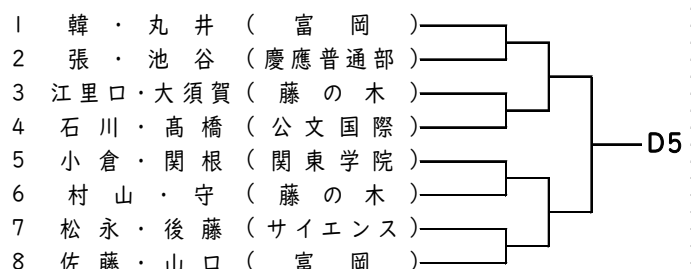 1 韓・丸井（富岡）
2 張・池谷（慶應普通部）
3 江里口・大須賀（藤の木）
4 石川・髙橋（公文国際）
D5
5 小倉・関根（関東学院）
6 村山・守（藤の木）
7 松永・後藤（サイエンス）
8 佐藤・山口（富岡）